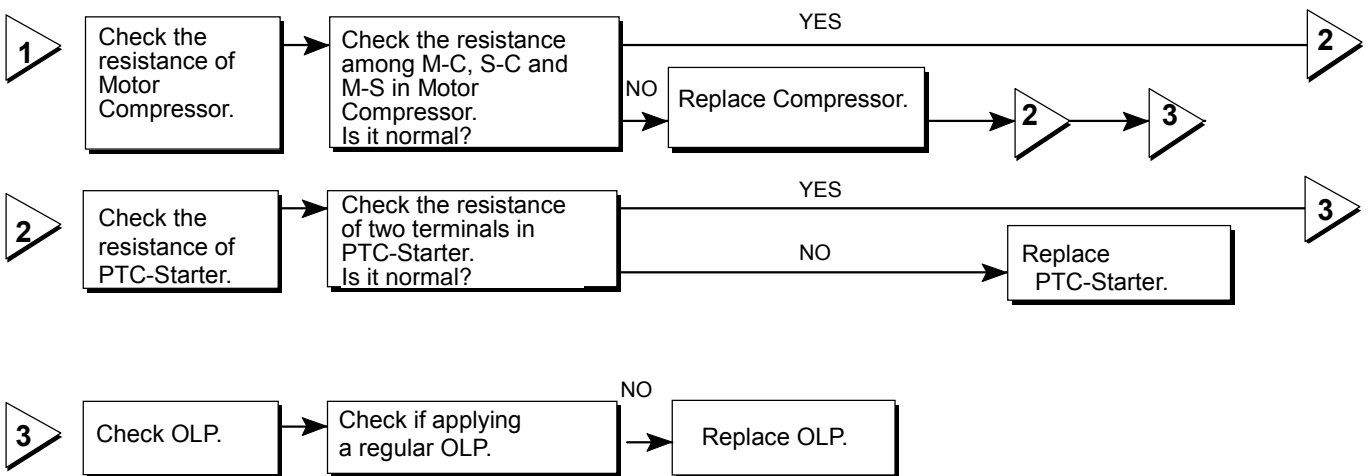 1
Check the
resistance of
Motor
Compressor.
Check the resistance
among M-C, S-C and
M-S in Motor
Compressor.
Is it normal?
YES
2
NO
Replace Compressor.
2
3
2
Check the
resistance of
PTC-Starter.
Check the resistance
of two terminals in
PTC-Starter.
Is it normal?
YES
3
NO
Replace
PTC-Starter.
3
Check OLP.
Check if applying
a regular OLP.
NO
Replace OLP.